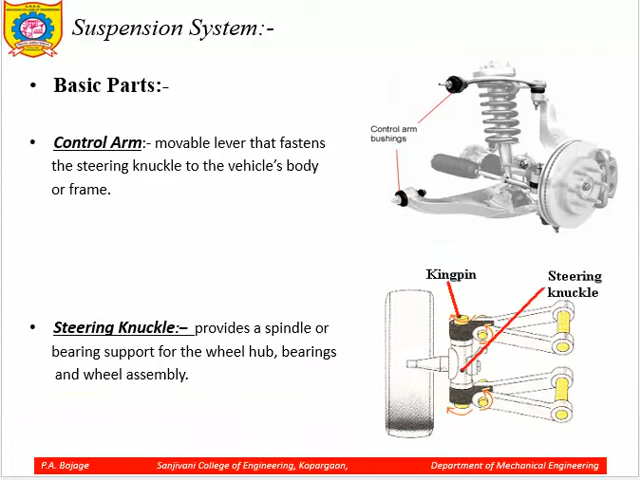 Suspension System:-
• Basic Parts:-
• Control Arm:- movable lever that fastens
the steering knuckle to the vehicle's body
or frame.
Control arm
bushings
Kingpin
Steering
knuckle
• Steering Knuckle:– provides a spindle or
bearing support for the wheel hub, bearings
and wheel assembly.
P.A. Bajage Sanjivani College of Engineering, Kopargaon, Department of Mechanical Engineering